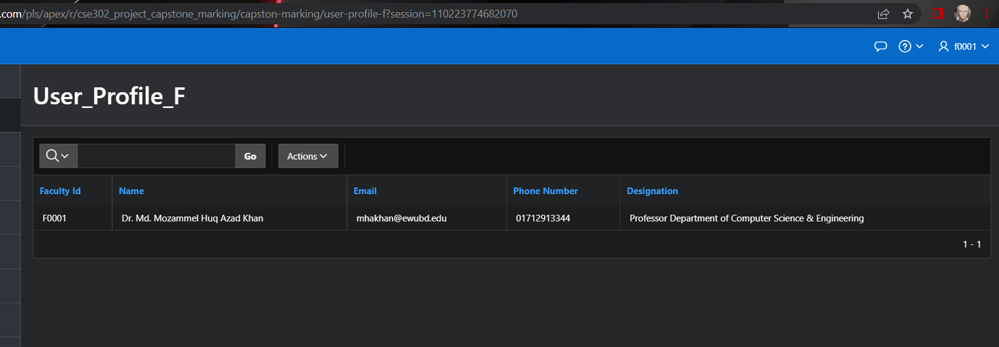 .com/pls/apex/r/cse302_project_capstone_marking/capston-marking/user-profile-f?session=110223774682070
f0001
User_Profile_F
Go Actions
Faculty Id Name Email Phone Number Designation
F0001 Dr. Md. Mozammel Huq Azad Khan mhakhan@ewubd.edu 01712913344 Professor Department of Computer Science & Engineering
1 - 1